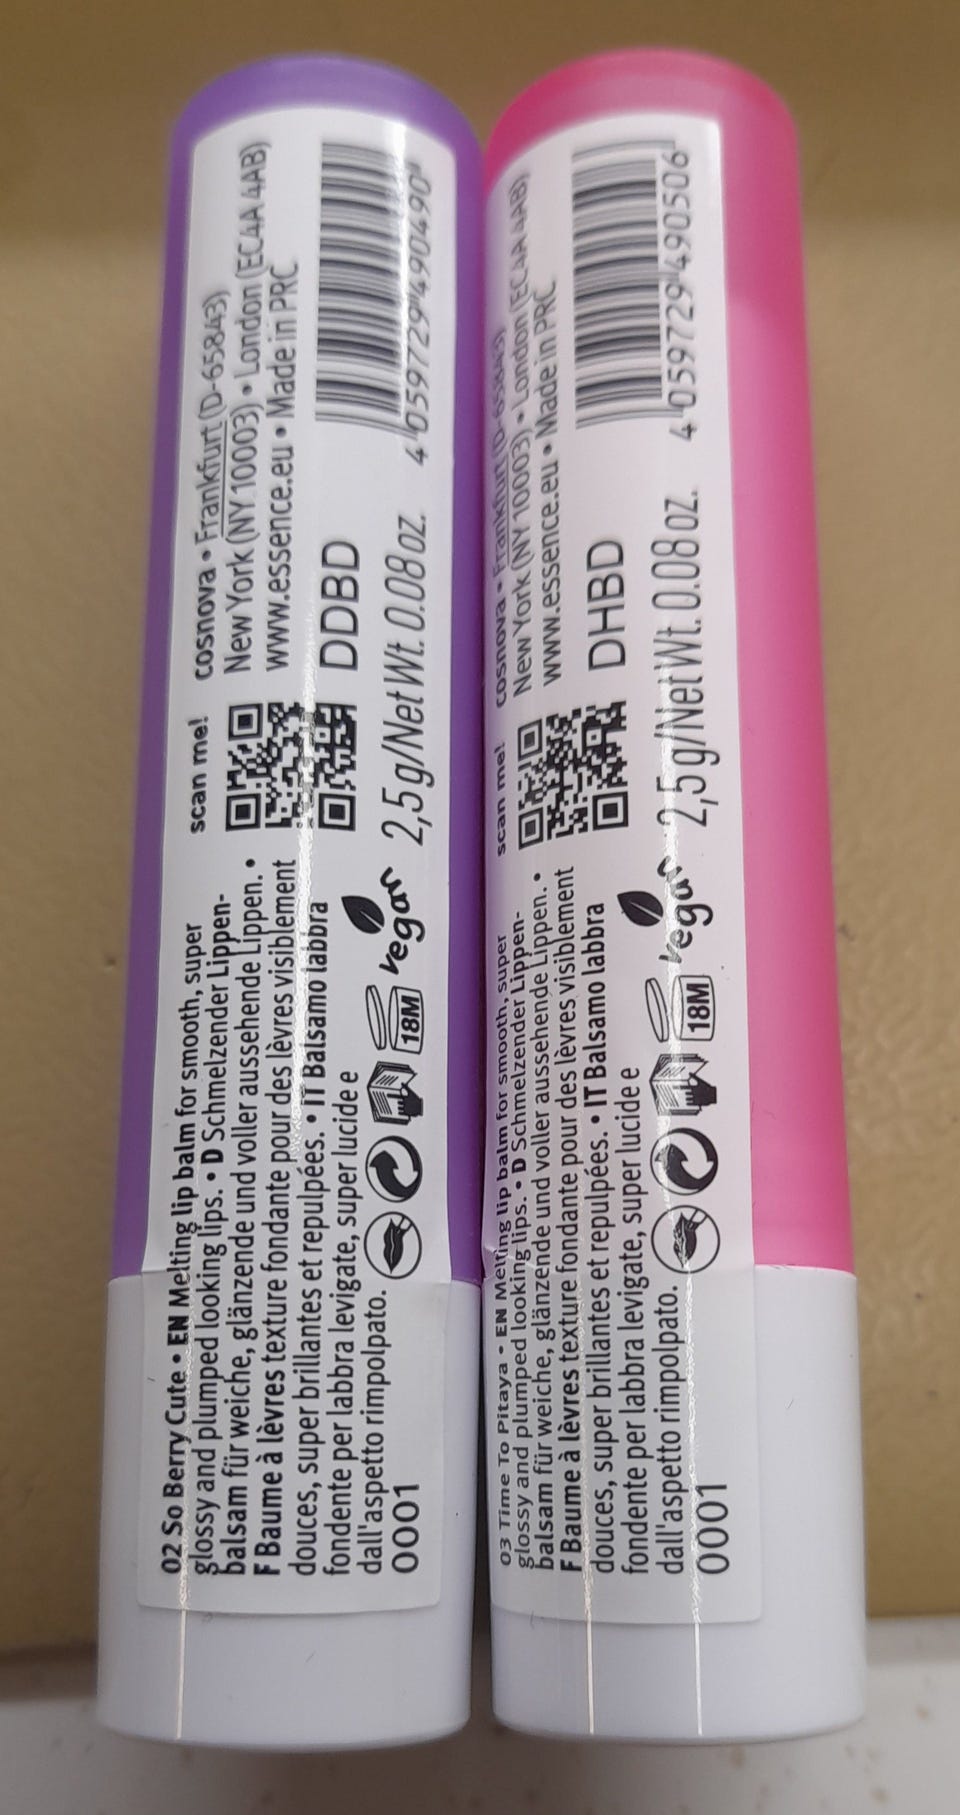 02 So Berry Cute • EN Melting lip balm for smooth, super
glossy and plumped looking lips. • D Schmelzender Lippen-
balsam für weiche, glänzende und voller aussehende Lippen. •
F Baume à lèvres texture fondante pour des lèvres visiblement
douces, super brillantes et repulpées. • IT Balsamo labbra
fondente per labbra levigate, super lucide e
dall'aspetto rimpolpato.
0001
18M
vegan
scan me!
cosnova • Frankfurt (D-65843)
New York (NY 10003) • London (EC4A 4AB)
www.essence.eu • Made in PRC
DDBD
2,5 g/Net Wt. 0.08 oz.
4 059729 490490
03 Time To Pitaya • EN Melting lip balm for smooth, super
glossy and plumped looking lips. • D Schmelzender Lippen-
balsam für weiche, glänzende und voller aussehende Lippen. •
F Baume à lèvres texture fondante pour des lèvres visiblement
douces, super brillantes et repulpées. • IT Balsamo labbra
fondente per labbra levigate, super lucide e
dall'aspetto rimpolpato.
0001
18M
vegan
scan me!
cosnova • Frankfurt (D-65843)
New York (NY 10003) • London (EC4A 4AB)
www.essence.eu • Made in PRC
DHBD
2,5 g/Net Wt. 0.08 oz.
4 059729 490506